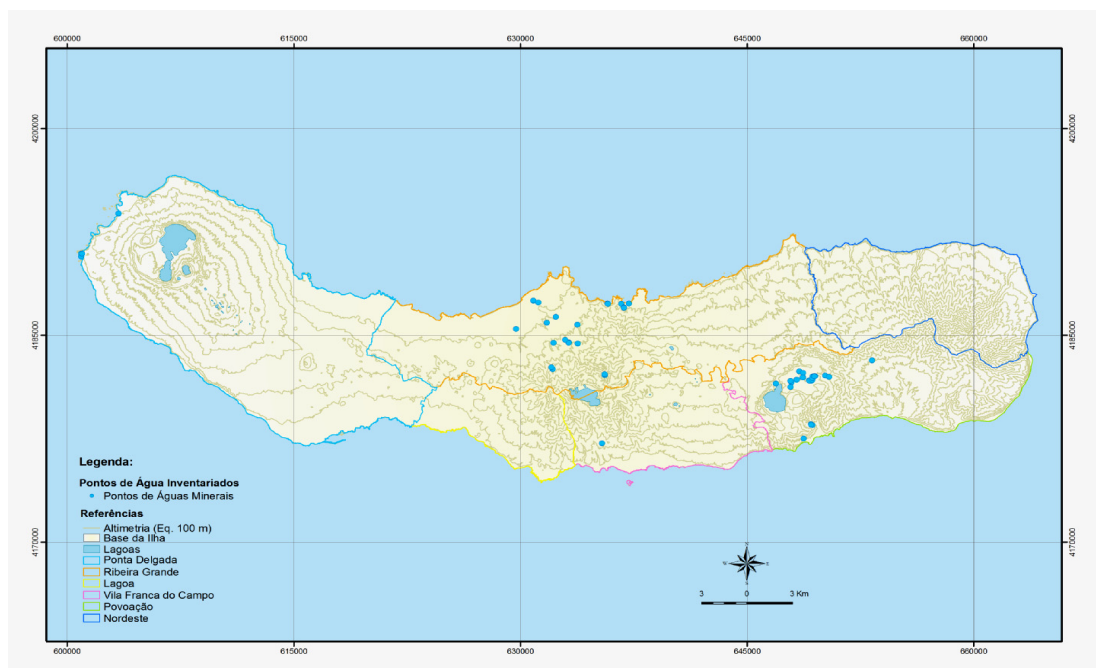 600000 615000 630000 645000 660000
4200000 4200000
4185000 4185000
4170000 4170000
Legenda:
Pontos de Água Inventariados
Pontos de Águas Minerais
Referências
Altimetria (Eq. 100 m)
Base da Ilha
Lagoas
Ponta Delgada
Ribeira Grande
Lagoa
Vila Franca do Campo
Povoação
Nordeste
3 0 3 Km
600000 615000 630000 645000 660000